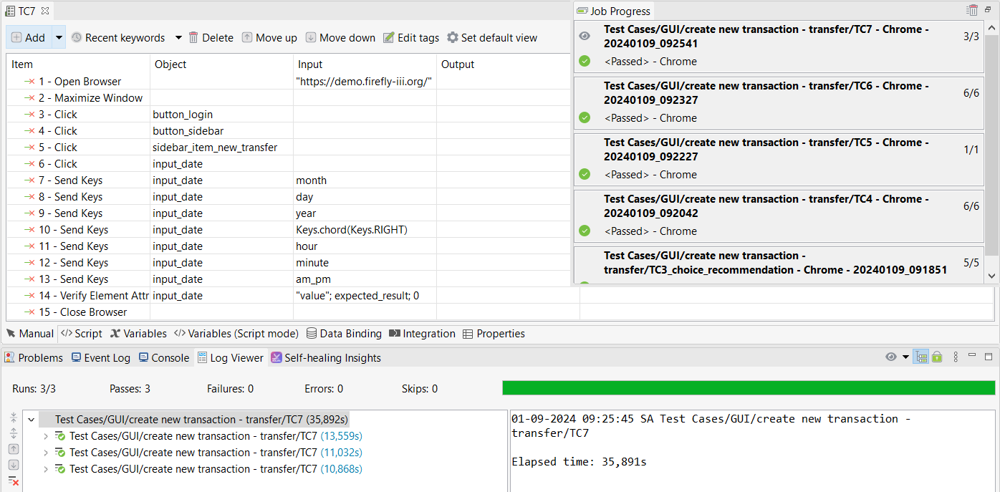 TC7
Add Recent keywords Delete Move up Move down Edit tags Set default view
Item Object Input Output
1 - Open Browser "https://demo.firefly-iii.org/"
2 - Maximize Window
3 - Click button_login
4 - Click button_sidebar
5 - Click sidebar_item_new_transfer
6 - Click input_date
7 - Send Keys input_date month
8 - Send Keys input_date day
9 - Send Keys input_date year
10 - Send Keys input_date Keys.chord(Keys.RIGHT)
11 - Send Keys input_date hour
12 - Send Keys input_date minute
13 - Send Keys input_date am_pm
14 - Verify Element Attr input_date "value"; expected_result; 0
15 - Close Browser
Job Progress
Test Cases/GUI/create new transaction - transfer/TC7 - Chrome -
20240109_092541
3/3
<Passed> - Chrome
Test Cases/GUI/create new transaction - transfer/TC6 - Chrome -
20240109_092327
6/6
<Passed> - Chrome
Test Cases/GUI/create new transaction - transfer/TC5 - Chrome -
20240109_092227
1/1
<Passed> - Chrome
Test Cases/GUI/create new transaction - transfer/TC4 - Chrome -
20240109_092042
6/6
<Passed> - Chrome
Test Cases/GUI/create new transaction -
transfer/TC3_choice_recommendation - Chrome - 20240109_091851
5/5
Manual </> Script Variables </> Variables (Script mode) Data Binding Integration Properties
Problems Event Log Console Log Viewer Self-healing Insights
Runs: 3/3 Passes: 3 Failures: 0 Errors: 0 Skips: 0
Test Cases/GUI/create new transaction - transfer/TC7 (35,892s)
Test Cases/GUI/create new transaction - transfer/TC7 (13,559s)
Test Cases/GUI/create new transaction - transfer/TC7 (11,032s)
Test Cases/GUI/create new transaction - transfer/TC7 (10,868s)
01-09-2024 09:25:45 SA Test Cases/GUI/create new transaction -
transfer/TC7
Elapsed time: 35,891s